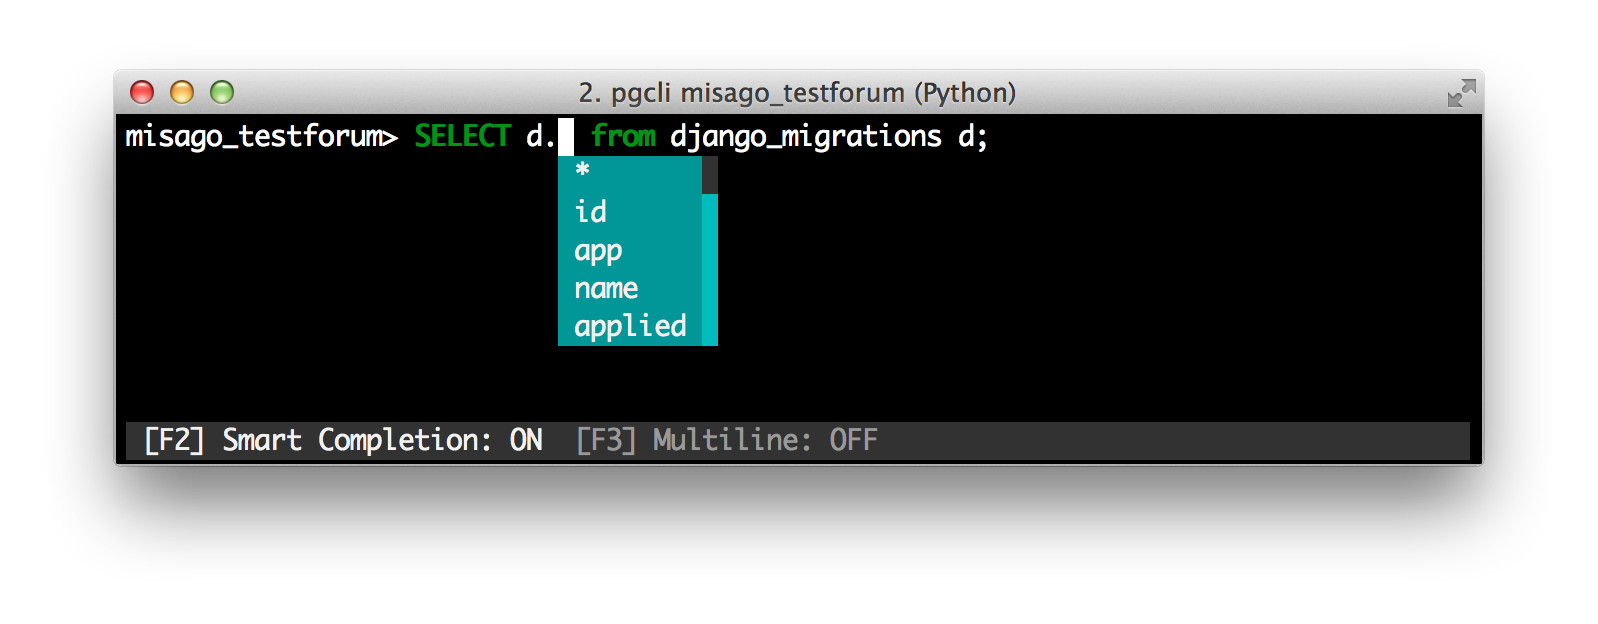 2. pgcli misago_testforum (Python)
misago_testforum> SELECT d. from django_migrations d;
*
id
app
name
applied
[F2] Smart Completion: ON [F3] Multiline: OFF